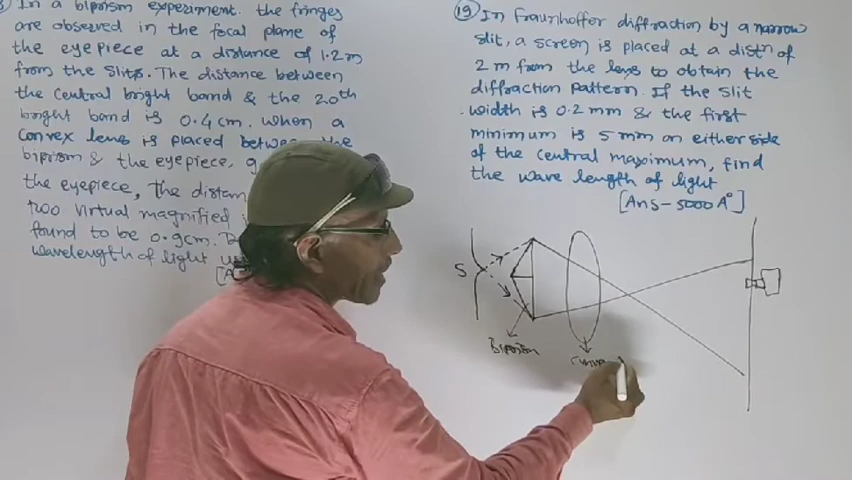 In a biprism experiment. the fringes
are observed in the focal plane of
the eyepiece at a distance of 1.2 m
from the slits. The distance between
the central bright band & the 20th
bright band is 0.4 cm. when a
convex lens is placed between the
biprism & the eyepiece,
the eyepiece, The distan
two virtual magnified
found to be 0.9 cm.
wavelength of light
(19) In Fraunhoffer diffraction by a narrow
slit, a screen is placed at a distn of
2 m from the lens to obtain the
diffraction pattern. If the slit
width is 0.2 mm & the first
minimum is 5 mm on either side
of the central maximum, find
the wave length of light
[Ans - 5000 A°]
S
Biprism